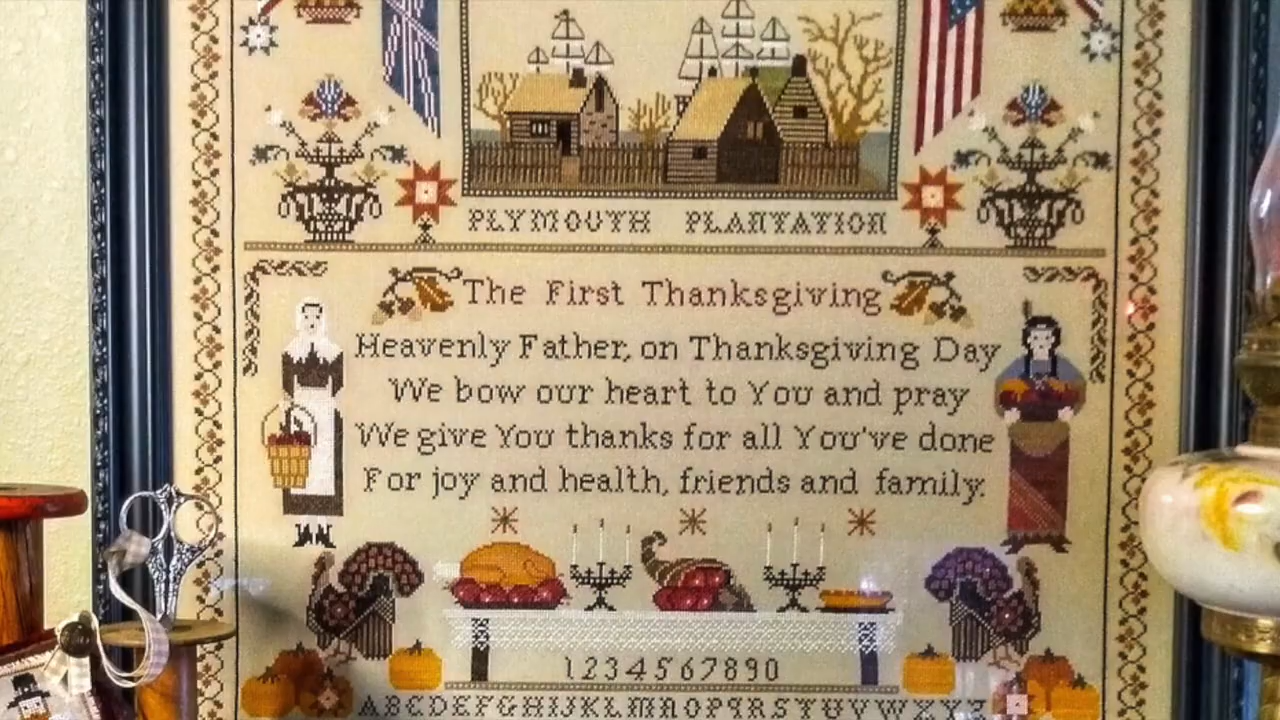 PLYMOUTH PLANTATION
The First Thanksgiving
Heavenly Father, on Thanksgiving Day
We bow our heart to You and pray
We give You thanks for all You've done
For joy and health, friends and family.
1234567890
ABCDEFGHIJKLMNOPQRSTUVWXYZ